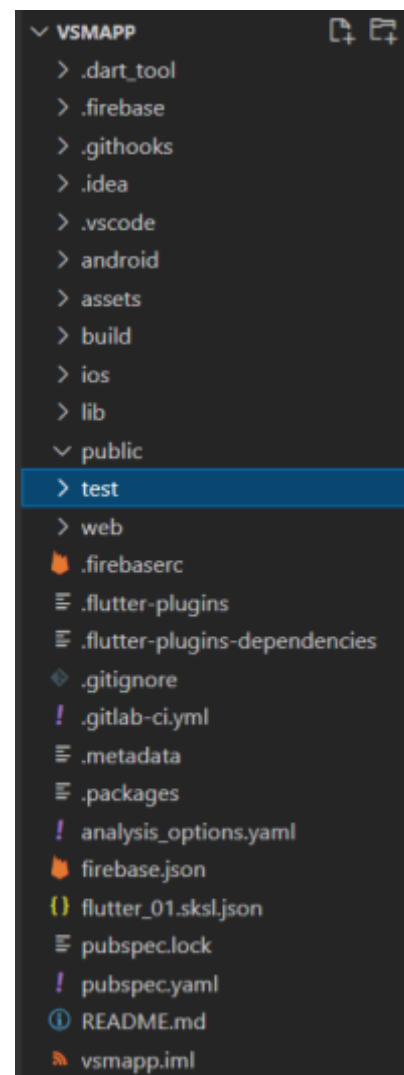 VSMAPP
.dart_tool
.firebase
.githooks
.idea
.vscode
android
assets
build
ios
lib
public
test
web
.firebaserc
.flutter-plugins
.flutter-plugins-dependencies
.gitignore
.gitlab-ci.yml
.metadata
.packages
analysis_options.yaml
firebase.json
flutter_01.sksl.json
pubspec.lock
pubspec.yaml
README.md
vsmapp.iml